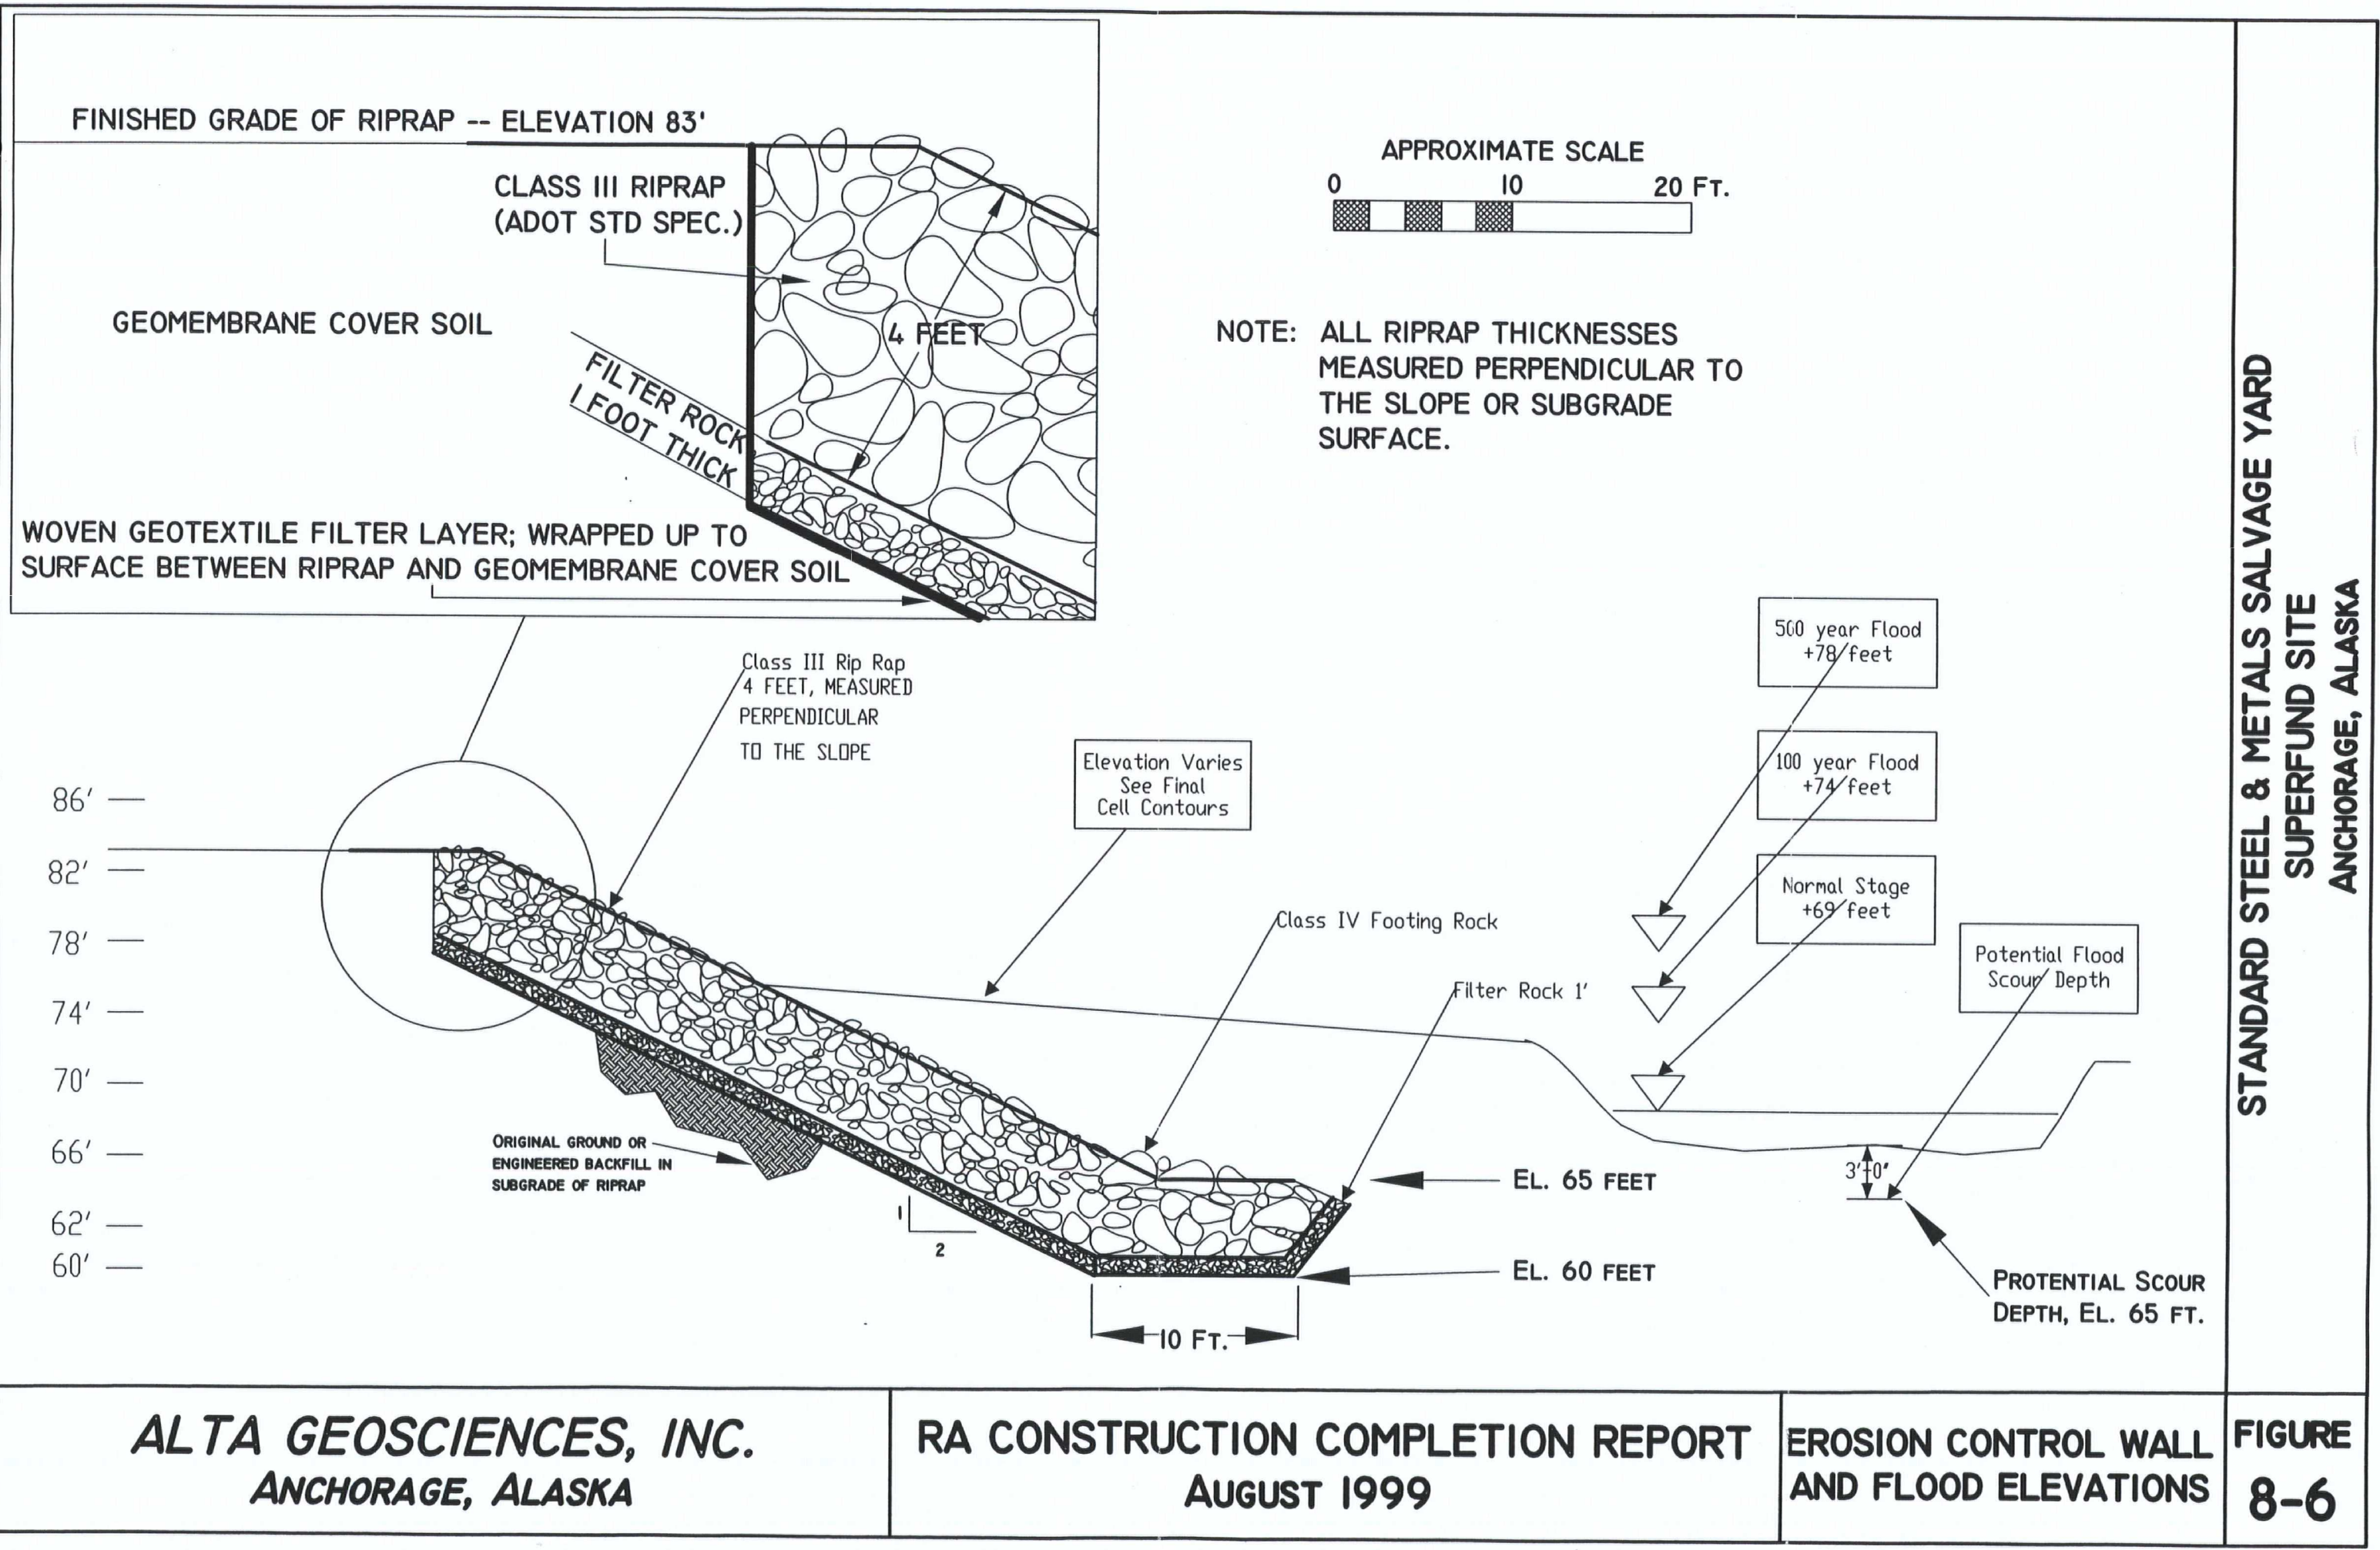 FINISHED GRADE OF RIPRAP -- ELEVATION 83'
CLASS III RIPRAP
(ADOT STD SPEC.)
GEOMEMBRANE COVER SOIL
4 FEET
FILTER ROCK
1 FOOT THICK
WOVEN GEOTEXTILE FILTER LAYER; WRAPPED UP TO
SURFACE BETWEEN RIPRAP AND GEOMEMBRANE COVER SOIL
APPROXIMATE SCALE
0 10 20 FT.
NOTE: ALL RIPRAP THICKNESSES
MEASURED PERPENDICULAR TO
THE SLOPE OR SUBGRADE
SURFACE.
Class III Rip Rap
4 FEET, MEASURED
PERPENDICULAR
TO THE SLOPE
Elevation Varies
See Final
Cell Contours
500 year Flood
+78 feet
100 year Flood
+74 feet
Normal Stage
+69 feet
Potential Flood
Scour Depth
Class IV Footing Rock
Filter Rock 1'
86'
82'
78'
74'
70'
66'
62'
60'
ORIGINAL GROUND OR
ENGINEERED BACKFILL IN
SUBGRADE OF RIPRAP
1
2
EL. 65 FEET
EL. 60 FEET
10 FT.
3'-0'
PROTENTIAL SCOUR
DEPTH, EL. 65 FT.
STANDARD STEEL & METALS SALVAGE YARD
SUPERFUND SITE
ANCHORAGE, ALASKA
ALTA GEOSCIENCES, INC.
ANCHORAGE, ALASKA
RA CONSTRUCTION COMPLETION REPORT
AUGUST 1999
EROSION CONTROL WALL
AND FLOOD ELEVATIONS
FIGURE
8-6